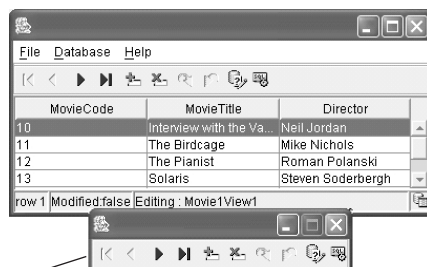 File Database Help
MovieCode MovieTitle Director
10 Interview with the Va... Neil Jordan
11 The Birdcage Mike Nichols
12 The Pianist Roman Polanski
13 Solaris Steven Soderbergh
row 1 Modified:false Editing : Movie1View1